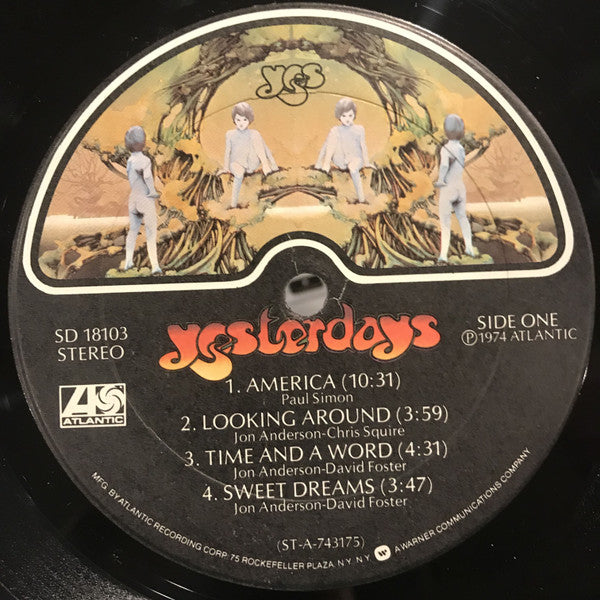 yes
SD 18103
STEREO
yesterdays
SIDE ONE
Ⓟ1974 ATLANTIC
1. AMERICA (10:31)
Paul Simon
2. LOOKING AROUND (3:59)
Jon Anderson-Chris Squire
3. TIME AND A WORD (4:31)
Jon Anderson-David Foster
4. SWEET DREAMS (3:47)
Jon Anderson-David Foster
ATLANTIC
(ST-A-743175)
MFG. BY ATLANTIC RECORDING CORP. 75 ROCKEFELLER PLAZA, N.Y. N.Y. A WARNER COMMUNICATIONS COMPANY